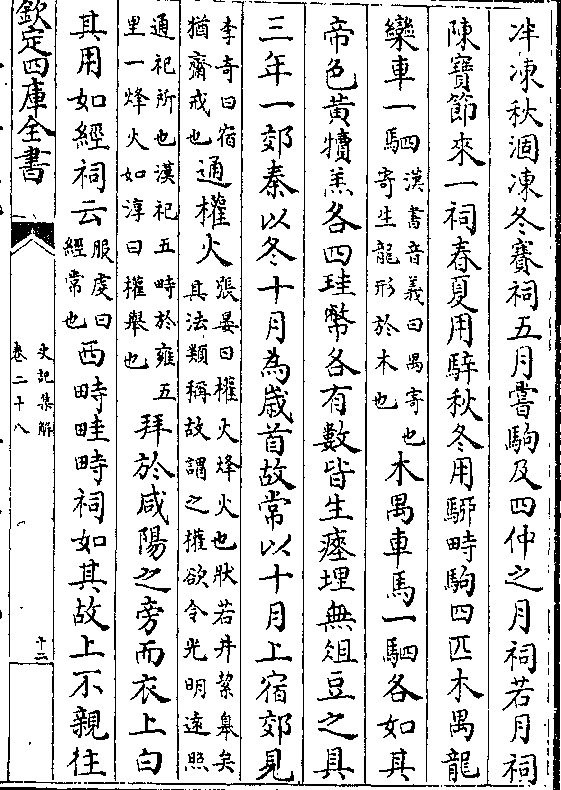 泮凍秋涸凍冬賽祠五月嘗駒及四仲之月祠若月祠
陳寶節來一祠春夏用騂秋冬用駵畤駒四匹木禺龍
欒車一駟漢書音義曰禺寄也寄生龍形於木也木禺車馬一駟各如其
帝色黃犢羔各四珪幣各有數皆生瘞埋無俎豆之具
三年一郊秦以冬十月為歳首故常以十月上宿郊見
李奇曰宿猶齋戒也通權火張晏曰權火烽火也狀若井挈皋矣其法類稱故謂之權欲令光明逺照
通祀所也漢祀五畤於雍五里一烽火如淳曰權舉也拜於咸陽之旁而衣上白
其用如經祠云服虔曰經常也西畤畦畤祠如其故上不親往
欽定四庫全書
史記集解
卷二十八
十二